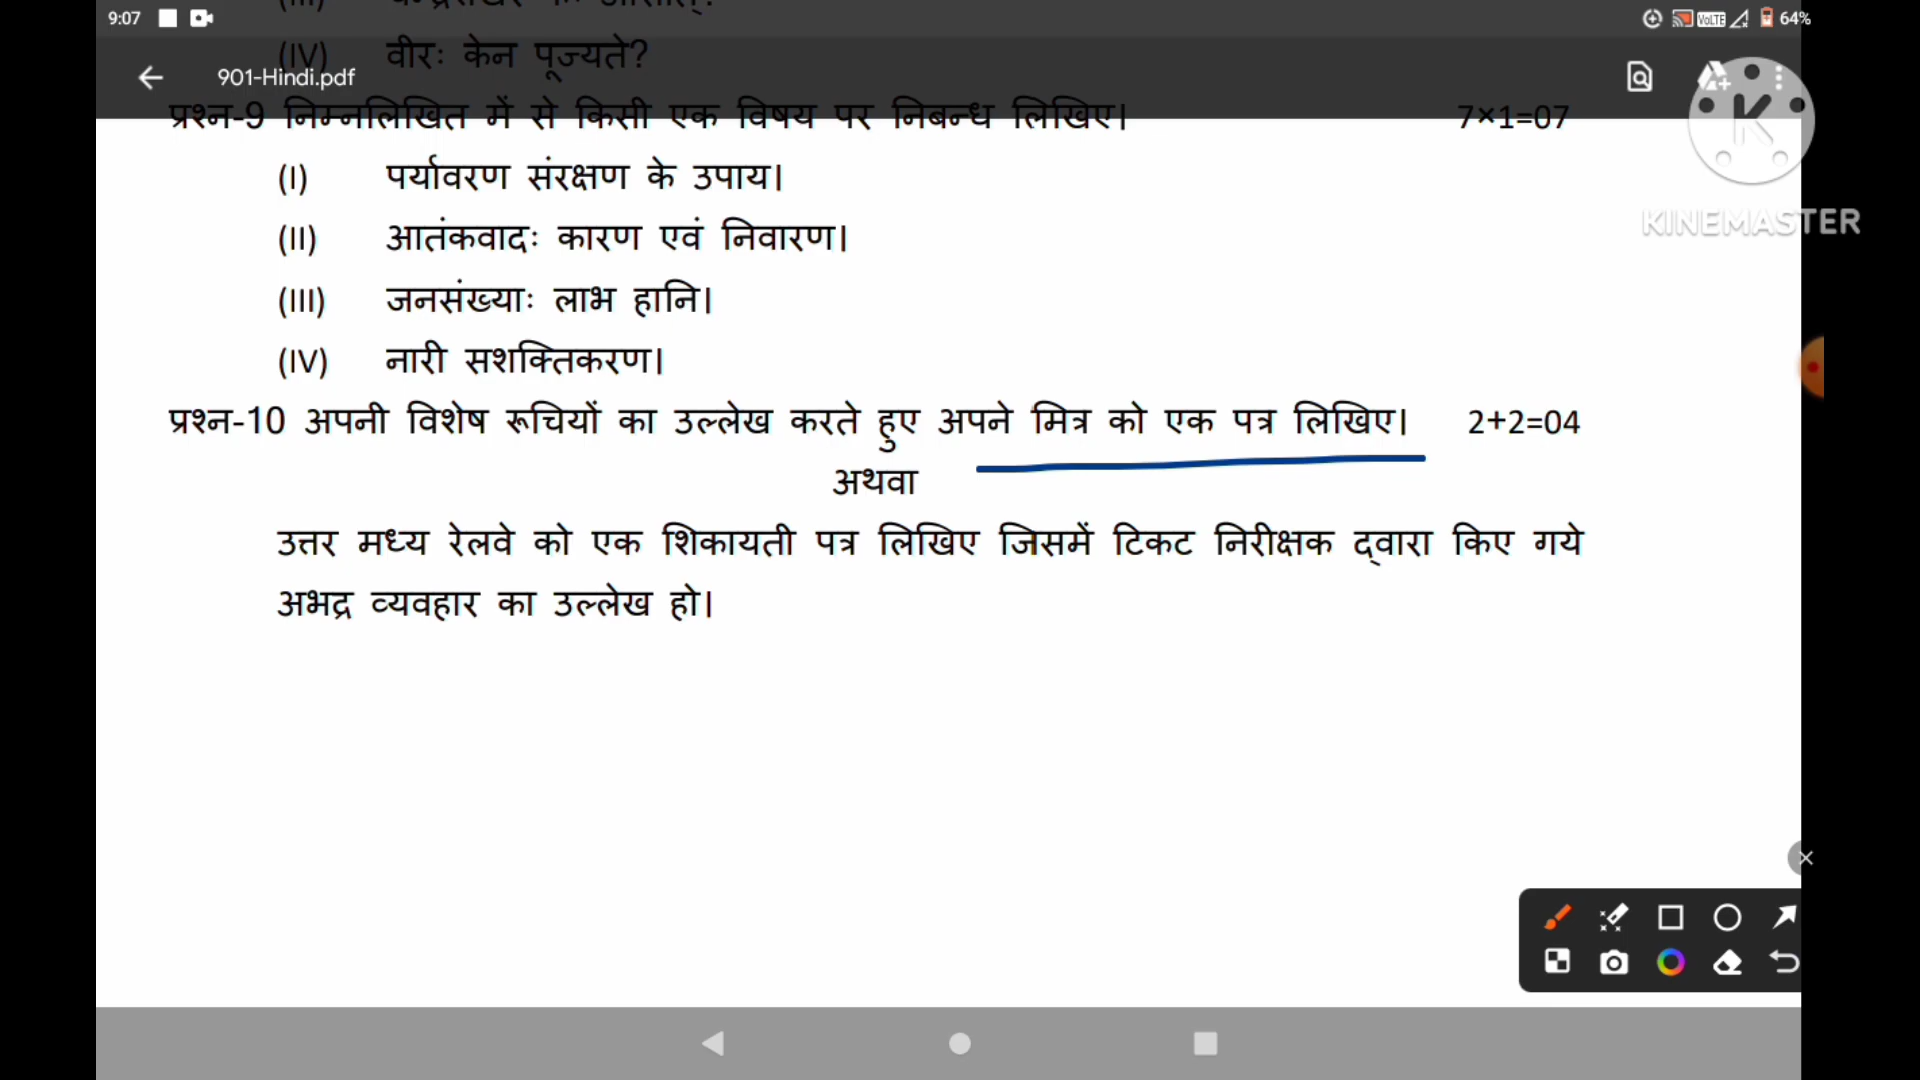 9:07 VoLTE 64%
(IV) वीरः केन पूज्यते?
901-Hindi.pdf
प्रश्न-9 निम्नलिखित में से किसी एक विषय पर निबन्ध लिखिए। 7×1=07
(I) पर्यावरण संरक्षण के उपाय।
KINEMASTER
(II) आतंकवादः कारण एवं निवारण।
(III) जनसंख्याः लाभ हानि।
(IV) नारी सशक्तिकरण।
प्रश्न-10 अपनी विशेष रूचियों का उल्लेख करते हुए अपने मित्र को एक पत्र लिखिए। 2+2=04
अथवा
उत्तर मध्य रेलवे को एक शिकायती पत्र लिखिए जिसमें टिकट निरीक्षक द्वारा किए गये
अभद्र व्यवहार का उल्लेख हो।